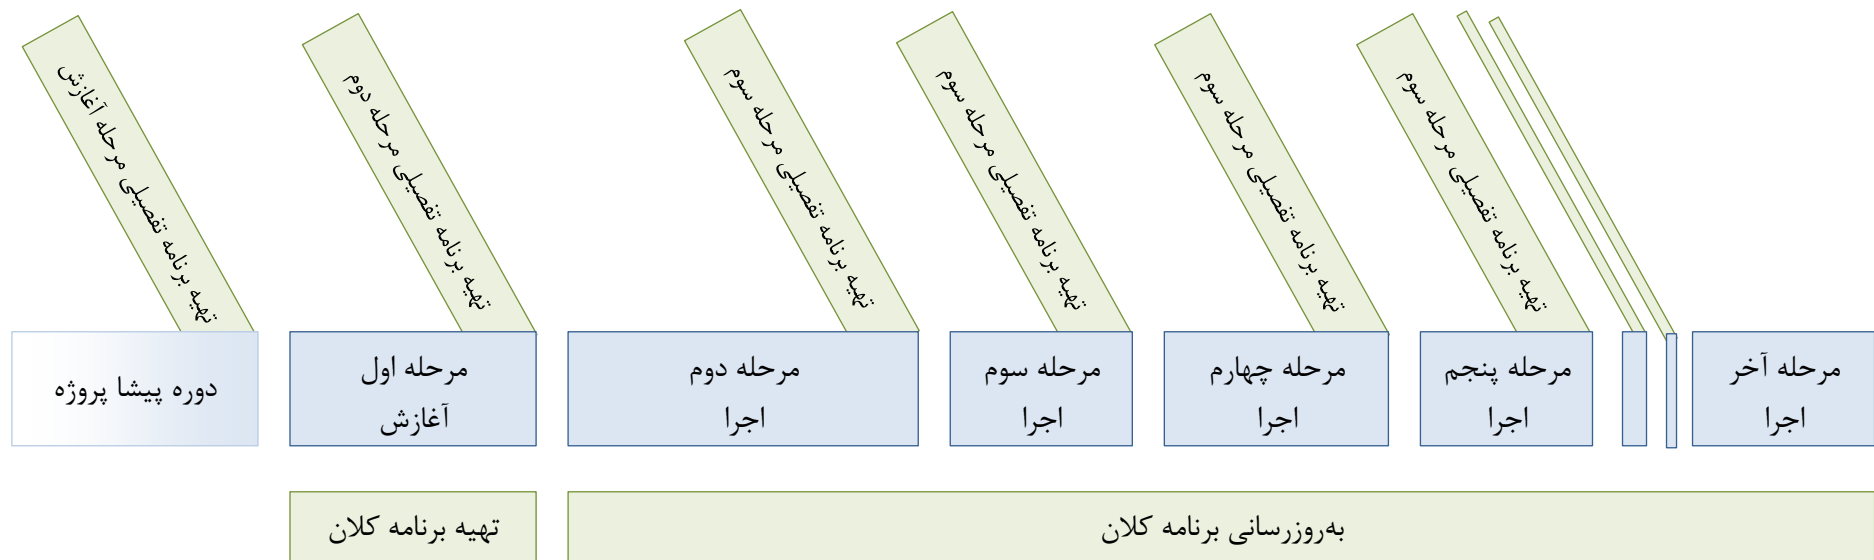 تهیه برنامه تفصیلی مرحله آغازش
تهیه برنامه تفصیلی مرحله دوم
تهیه برنامه تفصیلی مرحله سوم
تهیه برنامه تفصیلی مرحله سوم
تهیه برنامه تفصیلی مرحله سوم
تهیه برنامه تفصیلی مرحله سوم
دوره پیشا پروژه
مرحله اول
آغازش
مرحله دوم
اجرا
مرحله سوم
اجرا
مرحله چهارم
اجرا
مرحله پنجم
اجرا
مرحله آخر
اجرا
تهیه برنامه کلان
به‌روزرسانی برنامه کلان